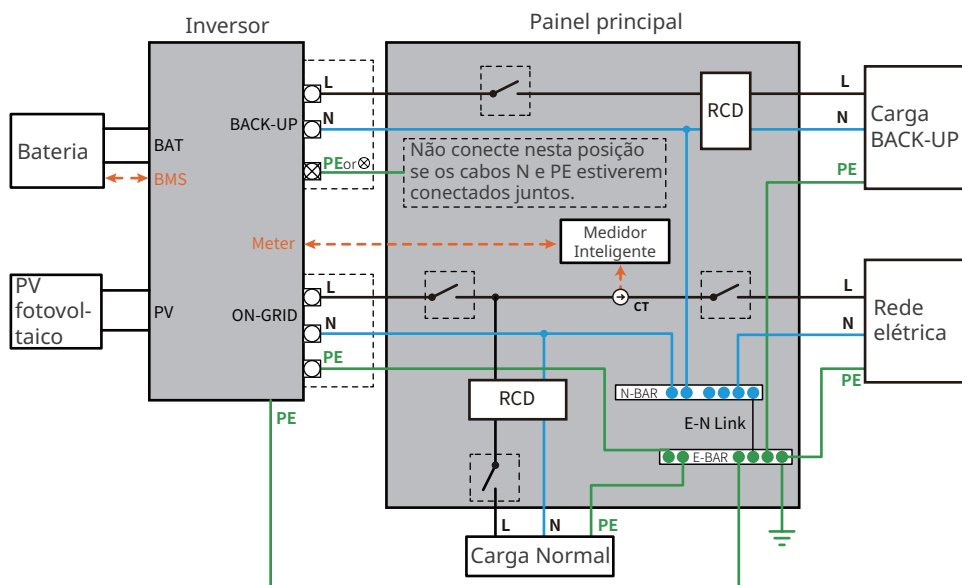 Inversor
Painel principal
L
L
RCD
Carga
BACK-UP
N
BACK-UP
N
Bateria
BAT
BMS
PE or ⊗
Não conecte nesta posição
se os cabos N e PE estiverem
conectados juntos.
PE
Meter
Medidor
Inteligente
PV
fotovol-
taico
PV
ON-GRID
L
CT
L
Rede
elétrica
N
N
PE
PE
RCD
N-BAR
PE
E-N Link
E-BAR
L
N
PE
Carga Normal